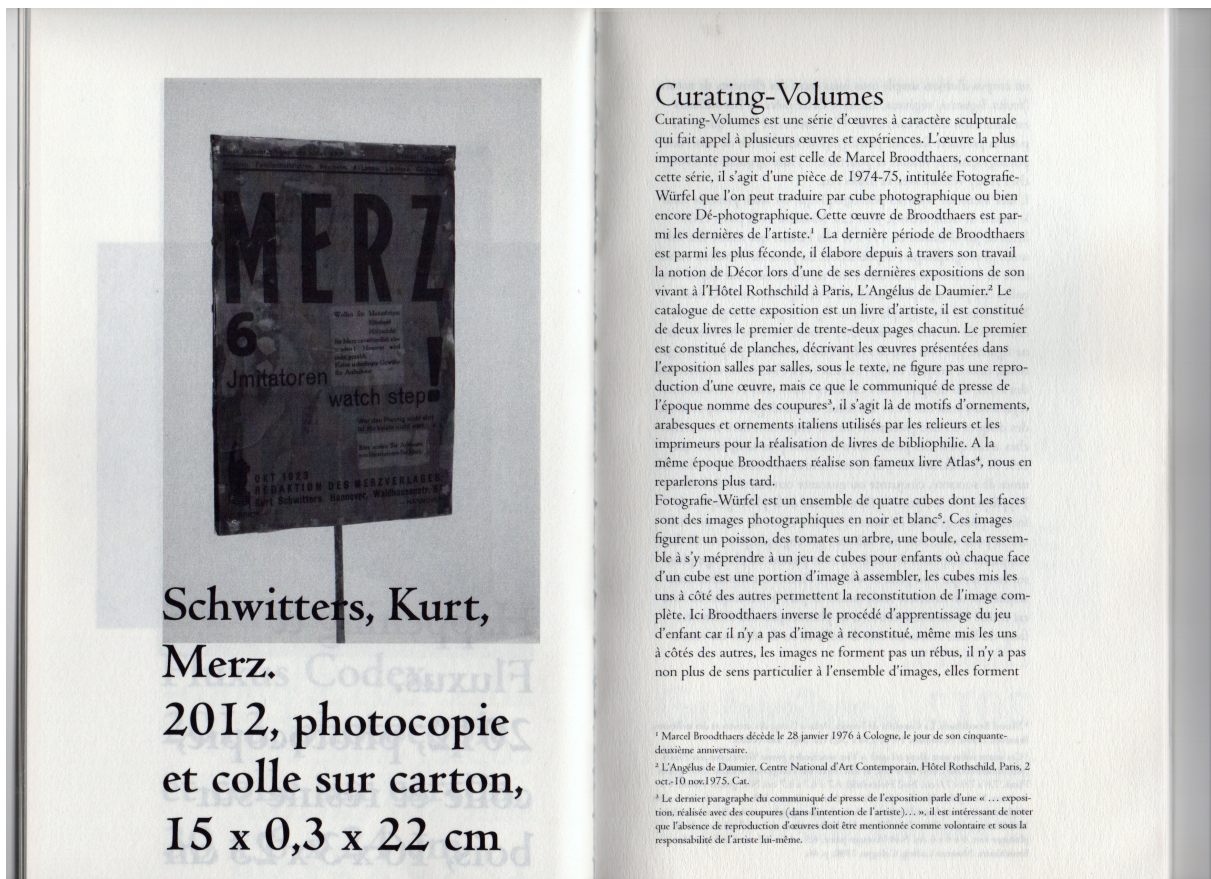 MERZ
6
Jmitatoren
watch step!
OKT 1923
REDAKTION DES MERZVERLAGES
Kurt Schwitters, Hannover, Waldhausenstr. 5
Schwitters, Kurt,
Merz.
2012, photocopie
et colle sur carton,
15 x 0,3 x 22 cm
Curating-Volumes
Curating-Volumes est une série d'œuvres à caractère sculpturale
qui fait appel à plusieurs œuvres et expériences. L'œuvre la plus
importante pour moi est celle de Marcel Broodthaers, concernant
cette série, il s'agit d'une pièce de 1974-75, intitulée Fotografie-
Würfel que l'on peut traduire par cube photographique ou bien
encore Dé-photographique. Cette œuvre de Broodthaers est par-
mi les dernières de l'artiste.¹ La dernière période de Broodthaers
est parmi les plus féconde, il élabore depuis à travers son travail
la notion de Décor lors d'une de ses dernières expositions de son
vivant à l'Hôtel Rothschild à Paris, L'Angélus de Daumier.² Le
catalogue de cette exposition est un livre d'artiste, il est constitué
de deux livres le premier de trente-deux pages chacun. Le premier
est constitué de planches, décrivant les œuvres présentées dans
l'exposition salles par salles, sous le texte, ne figure pas une repro-
duction d'une œuvre, mais ce que le communiqué de presse de
l'époque nomme des coupures³, il s'agit là de motifs d'ornements,
arabesques et ornements italiens utilisés par les relieurs et les
imprimeurs pour la réalisation de livres de bibliophilie. A la
même époque Broodthaers réalise son fameux livre Atlas⁴, nous en
reparlerons plus tard.
Fotografie-Würfel est un ensemble de quatre cubes dont les faces
sont des images photographiques en noir et blanc⁵. Ces images
figurent un poisson, des tomates un arbre, une boule, cela ressem-
ble à s'y méprendre à un jeu de cubes pour enfants où chaque face
d'un cube est une portion d'image à assembler, les cubes mis les
uns à côté des autres permettent la reconstitution de l'image com-
plète. Ici Broodthaers inverse le procédé d'apprentissage du jeu
d'enfant car il n'y a pas d'image à reconstitué, même mis les uns
à côtés des autres, les images ne forment pas un rébus, il n'y a pas
non plus de sens particulier à l'ensemble d'images, elles forment
¹ Marcel Broodthaers décède le 28 janvier 1976 à Cologne, le jour de son cinquante-
deuxième anniversaire.
² L'Angélus de Daumier, Centre National d'Art Contemporain, Hôtel Rothschild, Paris, 2
oct.-10 nov.1975. Cat.
³ Le dernier paragraphe du communiqué de presse de l'exposition parle d'une « … exposi-
tion, réalisée avec des coupures (dans l'intention de l'artiste)… », il est intéressant de noter
que l'absence de reproduction d'œuvres doit être mentionnée comme volontaire et sous la
responsabilité de l'artiste lui-même.